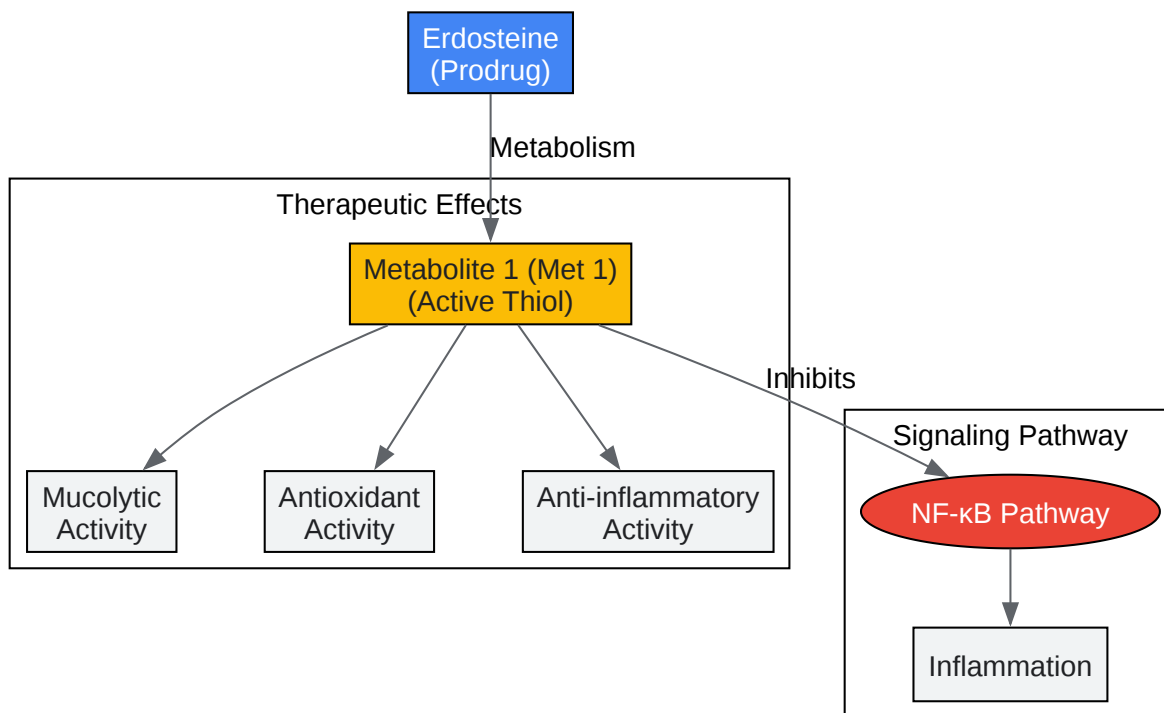 Erdosteine
(Prodrug)
Metabolism
Therapeutic Effects
Metabolite 1 (Met 1)
(Active Thiol)
Inhibits
Signaling Pathway
Mucolytic
Activity
Antioxidant
Activity
Anti-inflammatory
Activity
NF-κB Pathway
Inflammation